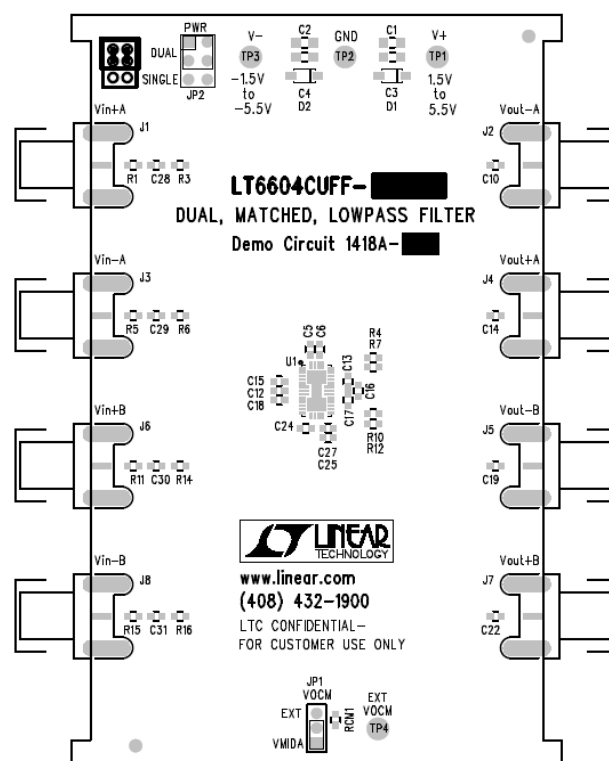 PWR
V-
C2
GND
C1
V+
DUAL
TP3
TP2
TP1
SINGLE
JP2
-1.5V
to
-5.5V
C4
D2
C3
D1
1.5V
to
5.5V
Vin+A
J1
J2
Vout-A
R1
C28
R3
C10
LT6604CUFF-
DUAL, MATCHED, LOWPASS FILTER
Demo Circuit 1418A-
Vin-A
J3
J4
Vout+A
R5
C29
R6
C14
C5
C6
R4
R7
U1
C15
C12
C18
C13
C16
C17
C24
C27
C25
R10
R12
Vin+B
J6
J5
Vout-B
R11
C30
R14
C19
LINEAR
TECHNOLOGY
www.linear.com
(408) 432-1900
LTC CONFIDENTIAL-
FOR CUSTOMER USE ONLY
Vin-B
J8
J7
Vout+B
R15
C31
R16
C22
JP1
VOCM
EXT
VMIDA
RCM1
EXT
VOCM
TP4